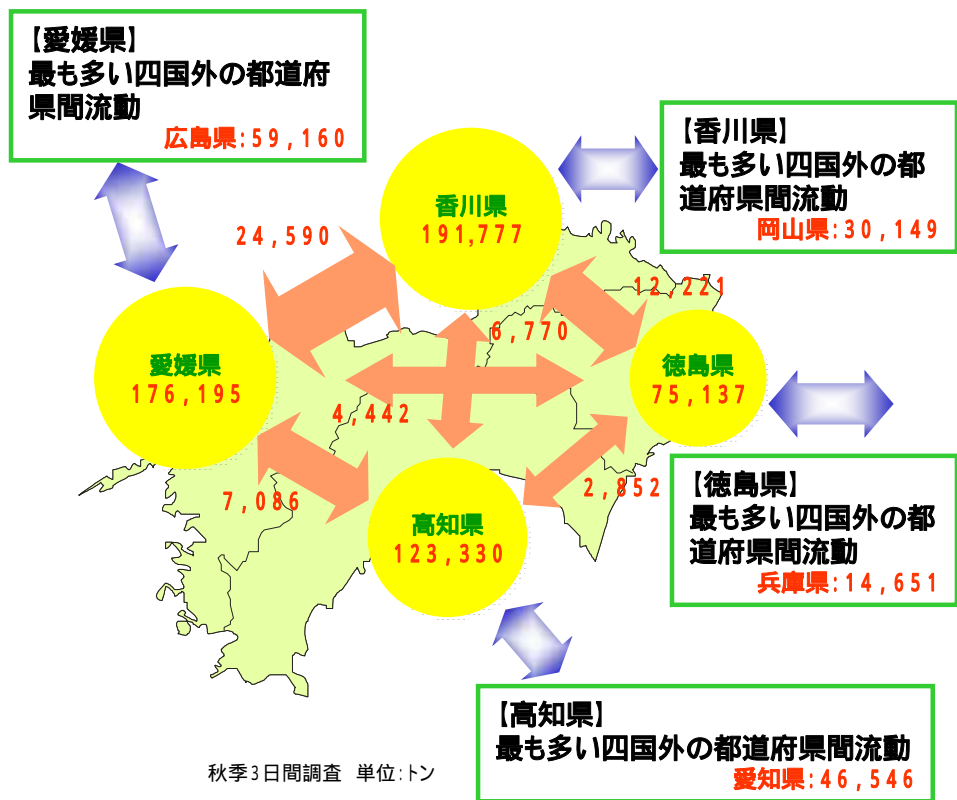 【愛媛県】
最も多い四国外の都道府
県間流動
広島県:59,160
【香川県】
最も多い四国外の都
道府県間流動
岡山県:30,149
香川県
191,777
24,590
12,221
6,770
愛媛県
176,195
徳島県
75,137
4,442
7,086
2,852
高知県
123,330
【徳島県】
最も多い四国外の都
道府県間流動
兵庫県:14,651
【高知県】
最も多い四国外の都道府県間流動
愛知県:46,546
秋季3日間調査 単位:トン